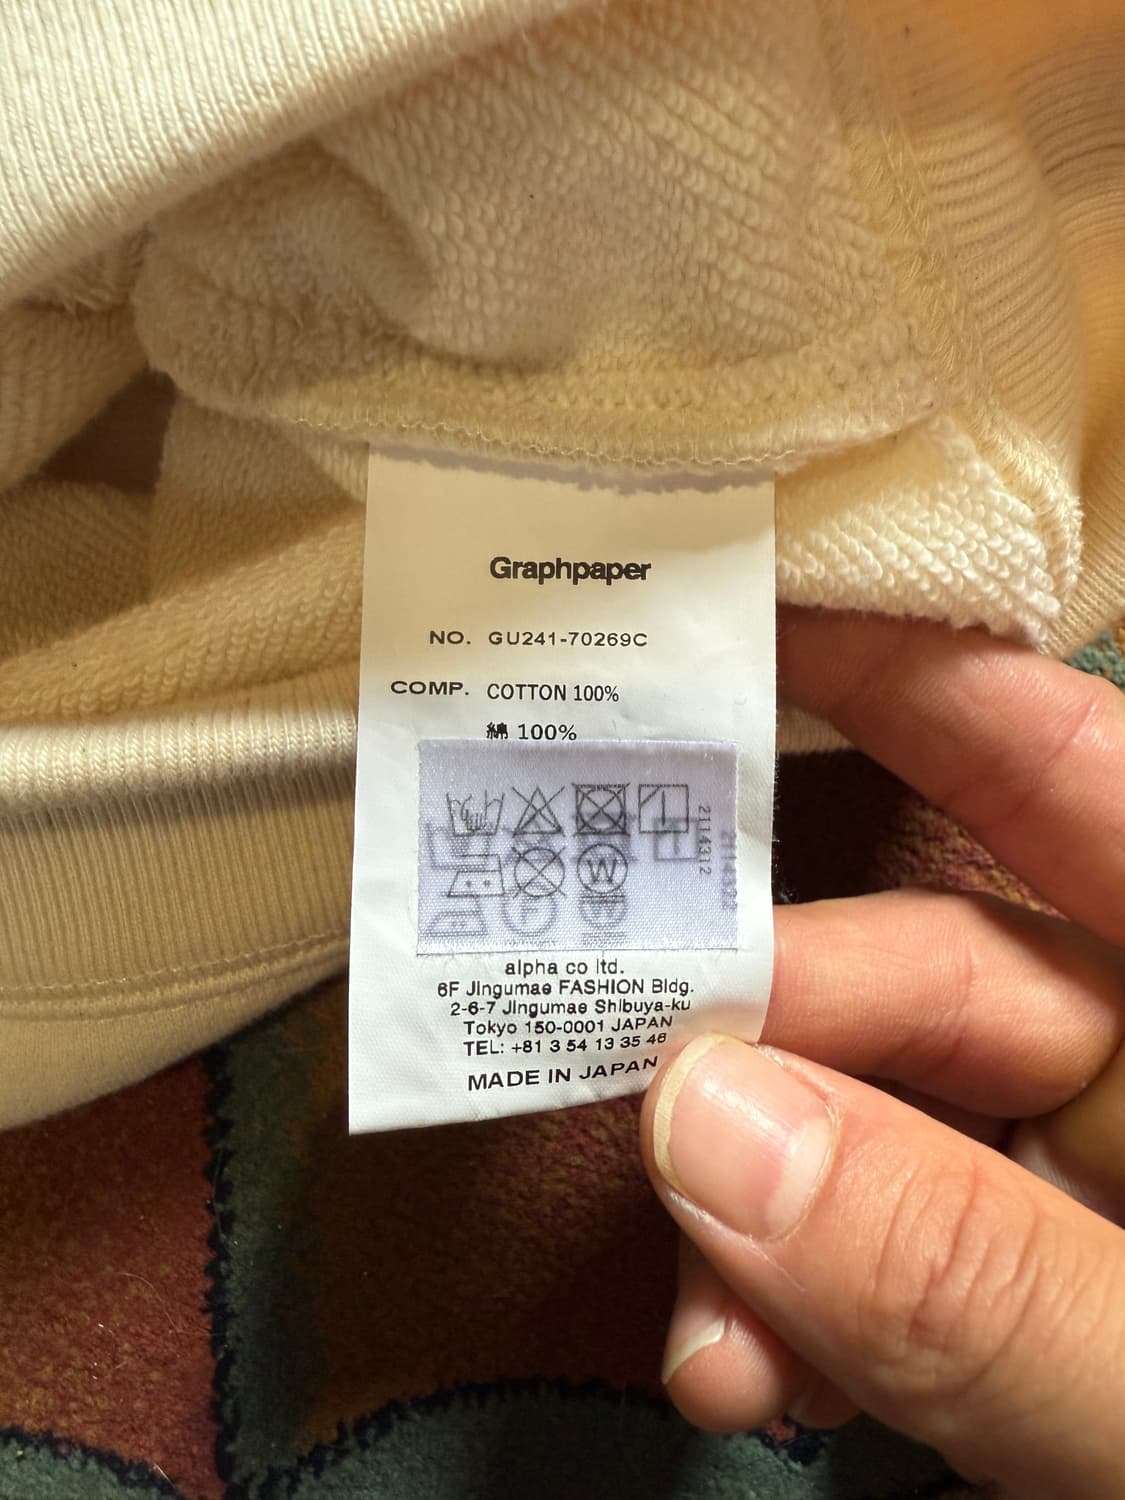 Graphpaper
NO. GU241-70269C
COMP. COTTON 100%
綿 100%
2114312
W
alpha co ltd.
6F Jingumae FASHION Bldg.
2-6-7 Jingumae Shibuya-ku
Tokyo 150-0001 JAPAN
TEL: +81 3 54 13 35 46
MADE IN JAPAN